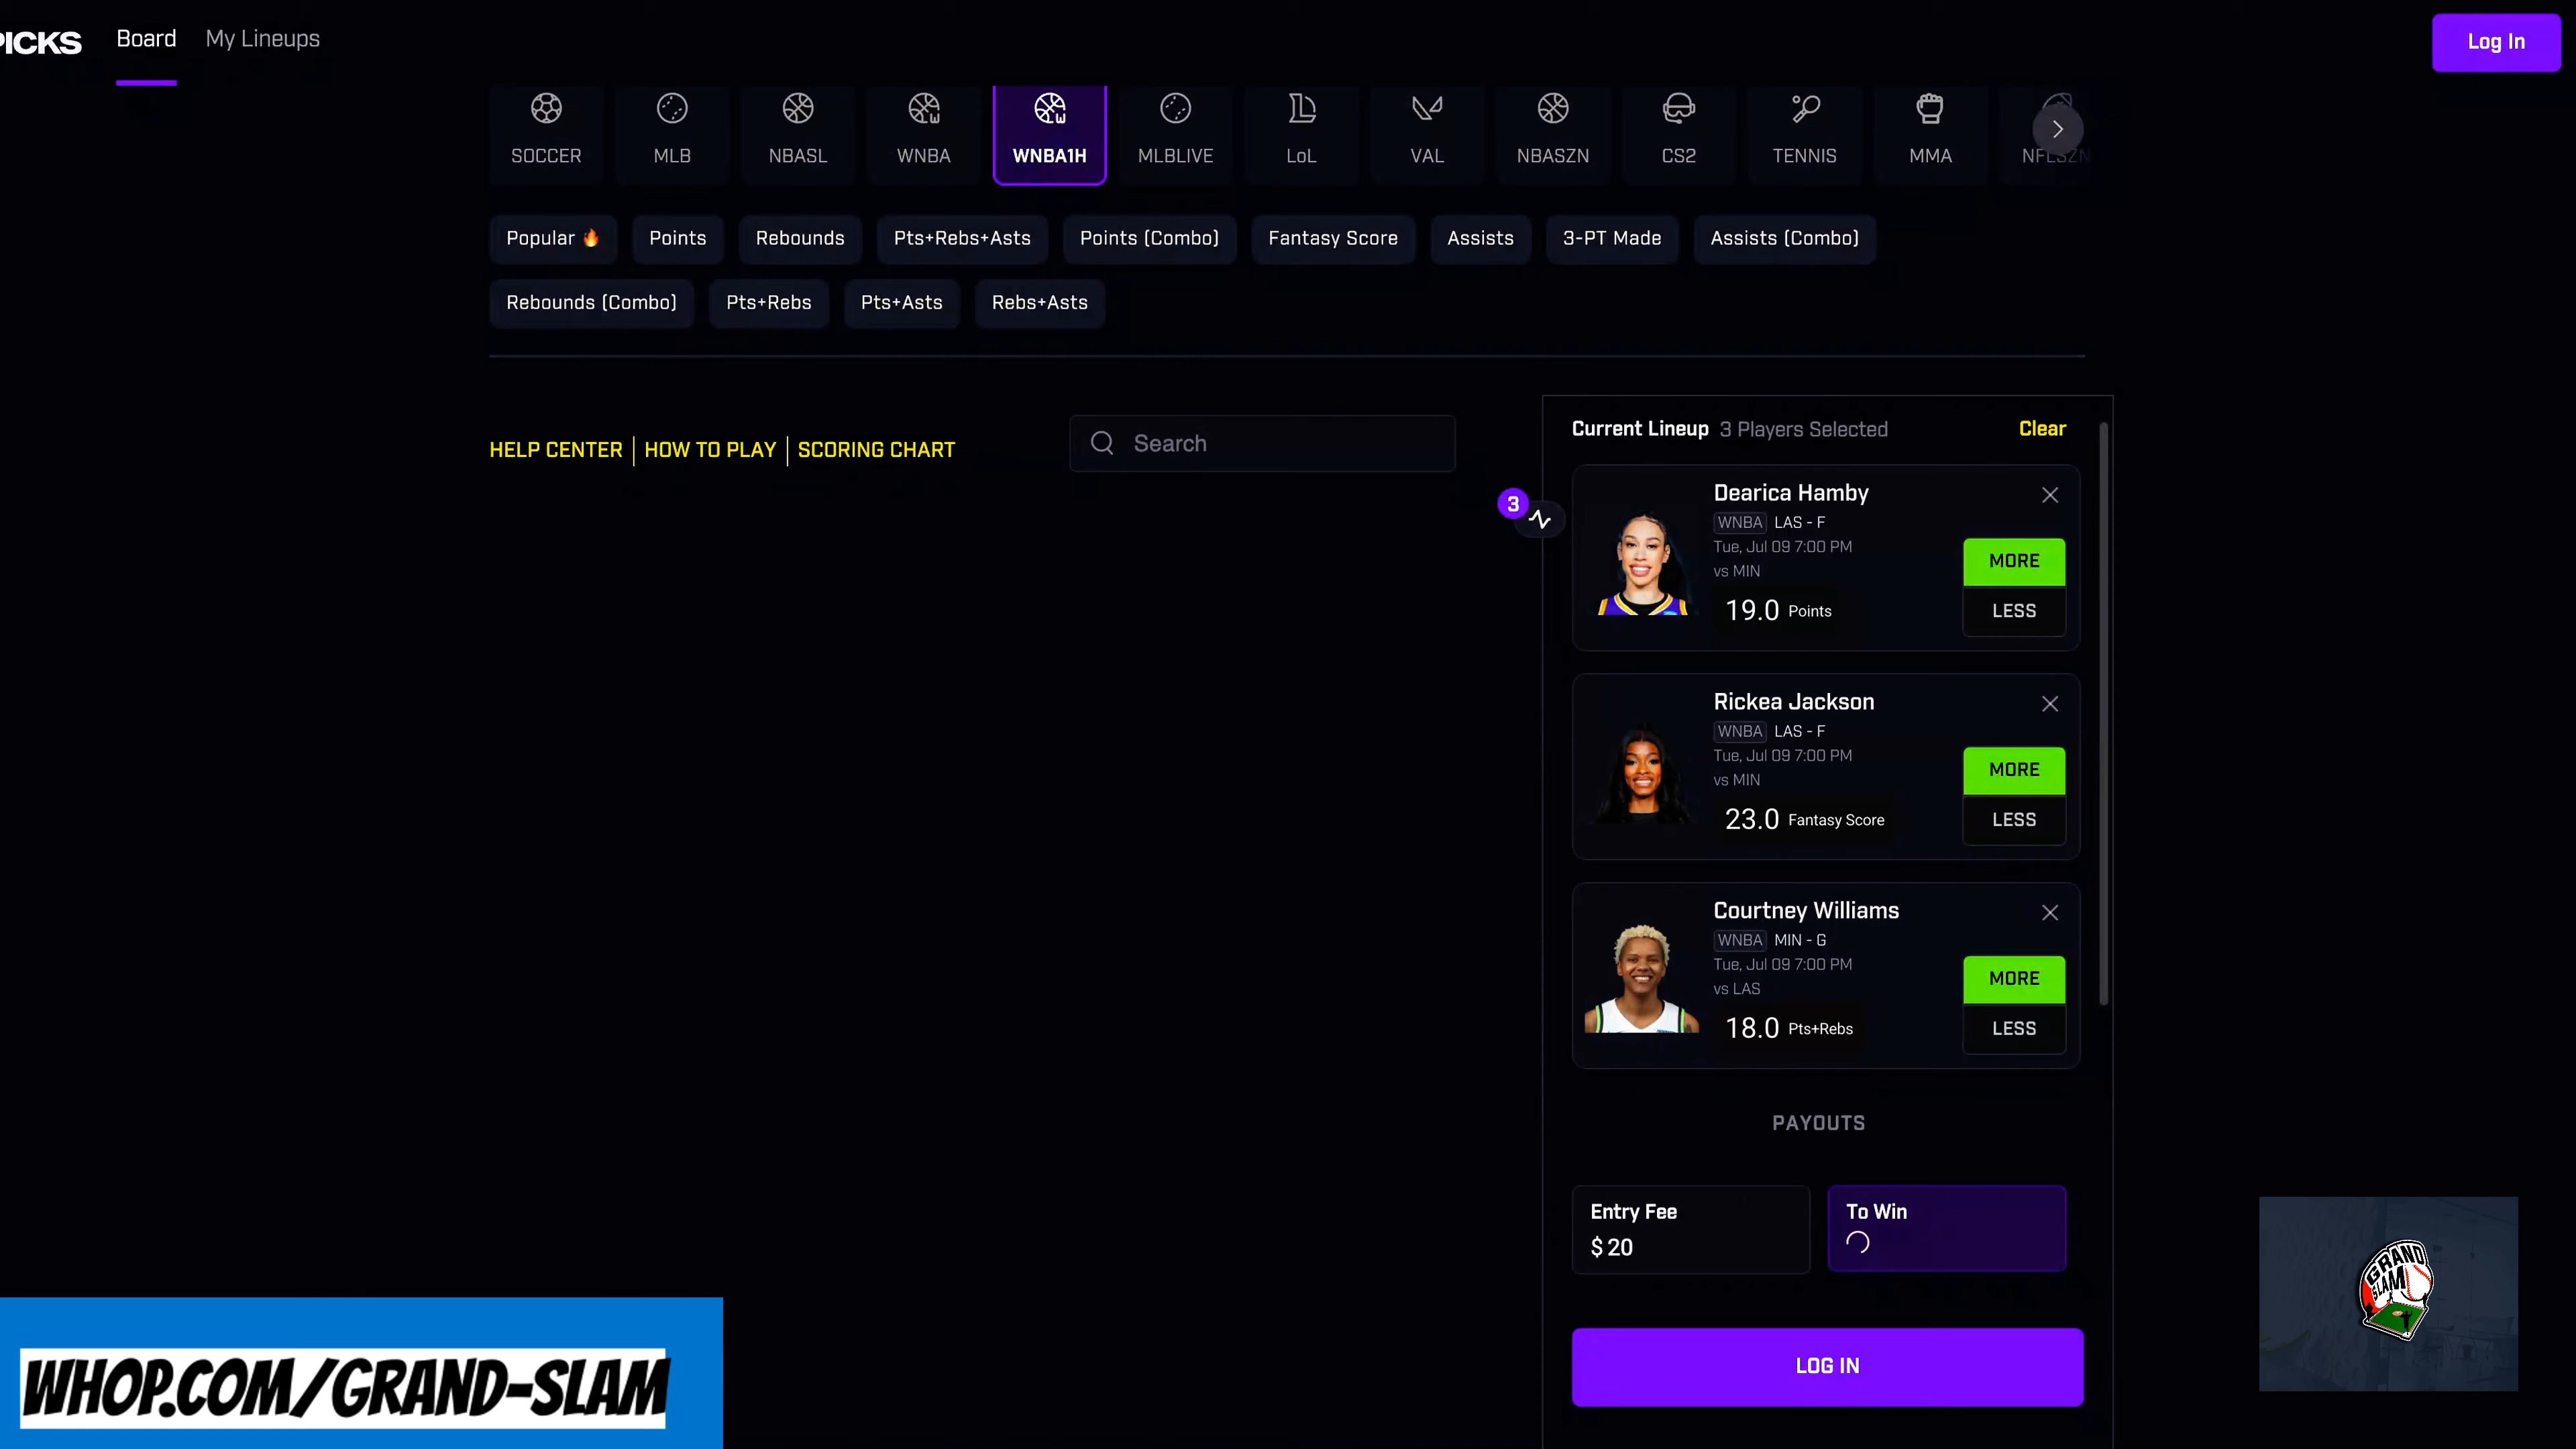 PICKS
Board
My Lineups
Log In
SOCCER
MLB
NBASL
WNBA
WNBA1H
MLBLIVE
LoL
VAL
NBASZN
CS2
TENNIS
MMA
NFLSZN
Popular
Points
Rebounds
Pts+Rebs+Asts
Points (Combo)
Fantasy Score
Assists
3-PT Made
Assists (Combo)
Rebounds (Combo)
Pts+Rebs
Pts+Asts
Rebs+Asts
HELP CENTER
HOW TO PLAY
SCORING CHART
Search
Current Lineup 3 Players Selected
Clear
3
Dearica Hamby
WNBA LAS - F
Tue, Jul 09 7:00 PM
vs MIN
19.0 Points
MORE
LESS
Rickea Jackson
WNBA LAS - F
Tue, Jul 09 7:00 PM
vs MIN
23.0 Fantasy Score
MORE
LESS
Courtney Williams
WNBA MIN - G
Tue, Jul 09 7:00 PM
vs LAS
18.0 Pts+Rebs
MORE
LESS
PAYOUTS
Entry Fee
$ 20
To Win
LOG IN
WHOP.COM/GRAND-SLAM
GRAND
SLAM